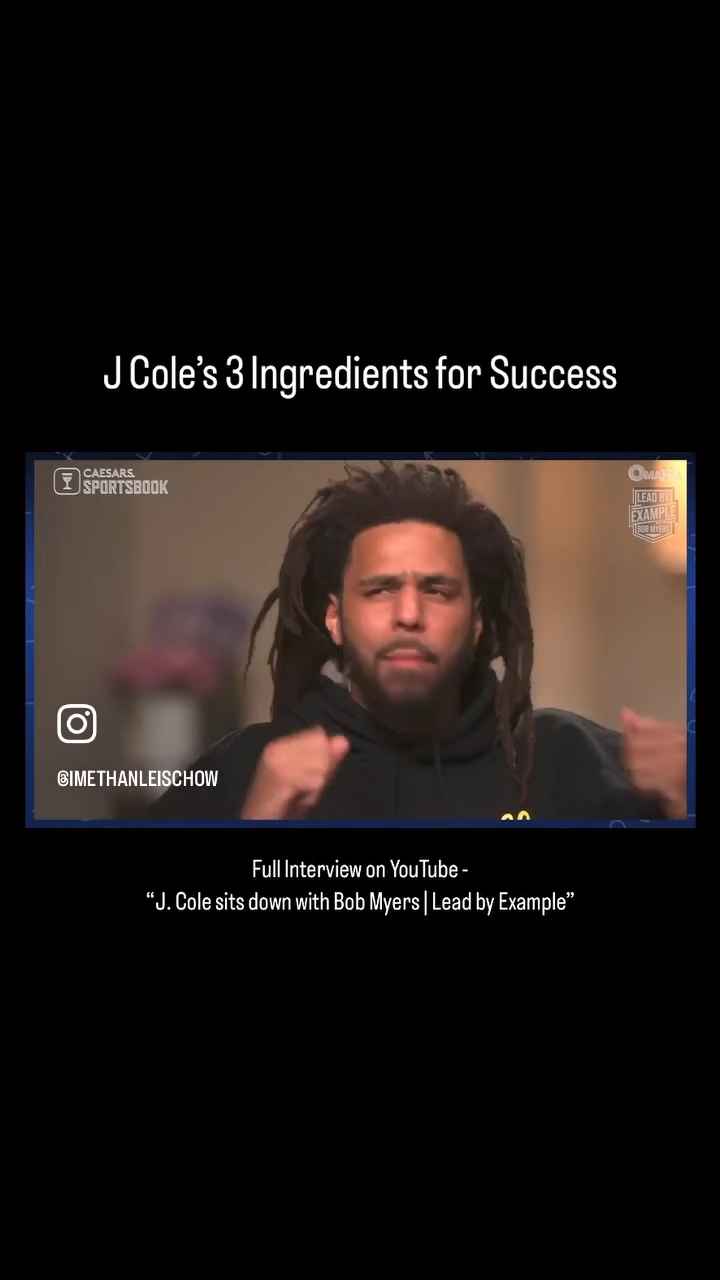 J Cole’s 3 Ingredients for Success
CAESARS
SPORTSBOOK
OMAHA
LEAD BY
EXAMPLE
BOB MYERS
@IMETHANLEISCHOW
Full Interview on YouTube -
“J. Cole sits down with Bob Myers | Lead by Example”